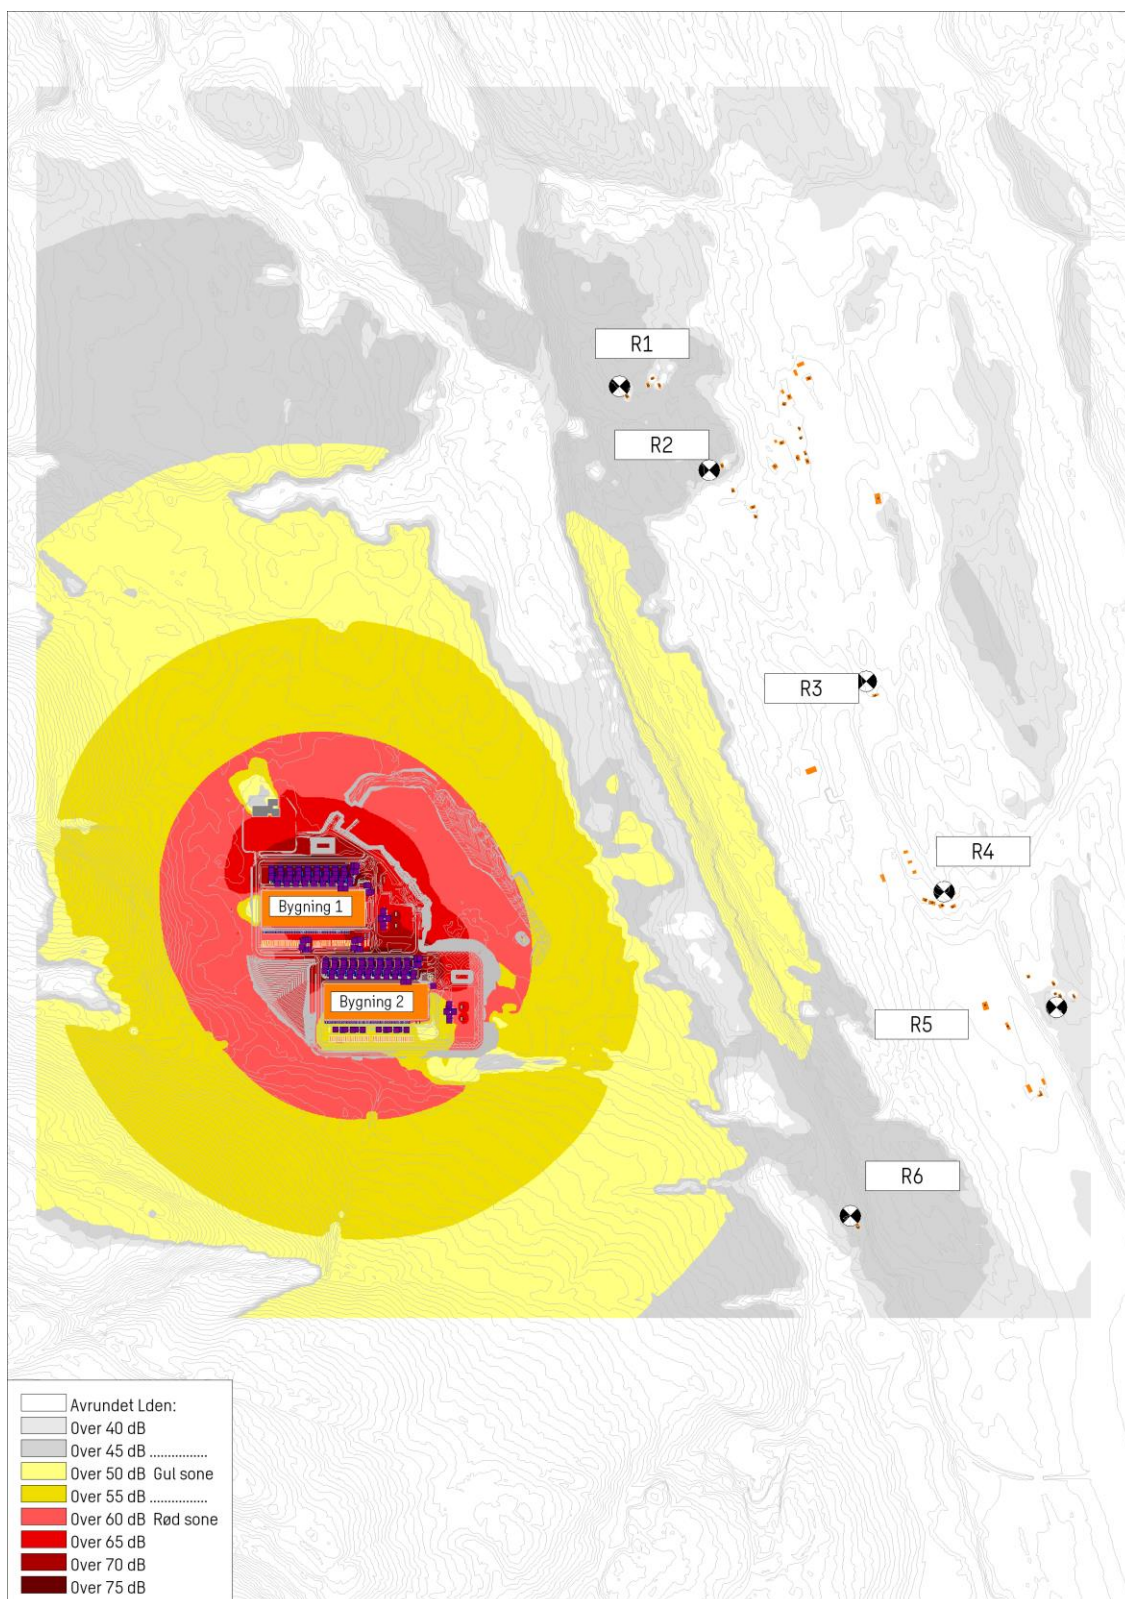 R1
R2
R3
R4
Bygning 1
Bygning 2
R5
R6
Avrundet Lden:
Over 40 dB
Over 45 dB ................
Over 50 dB Gul sone
Over 55 dB ................
Over 60 dB Rød sone
Over 65 dB
Over 70 dB
Over 75 dB